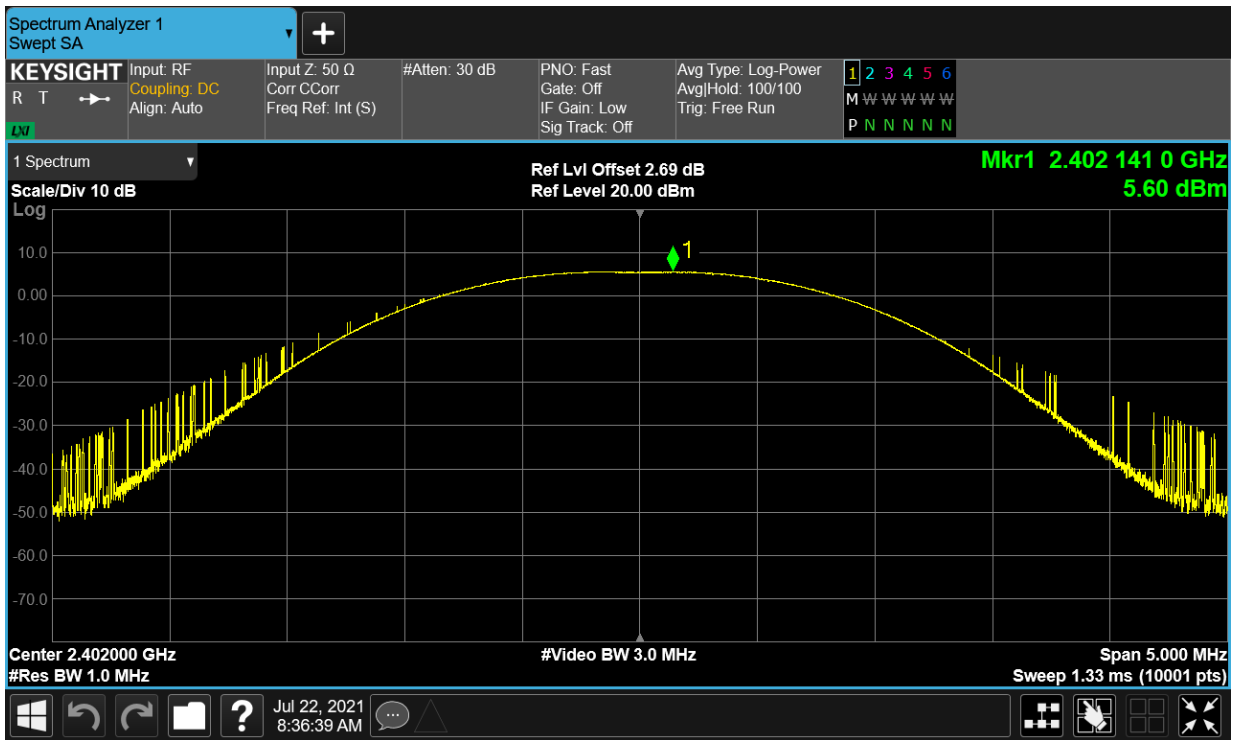 Spectrum Analyzer 1
Swept SA
+
KEYSIGHT
R T
LXI
Input: RF
Coupling: DC
Align: Auto
Input Z: 50 Ω
Corr CCorr
Freq Ref: Int (S)
#Atten: 30 dB
PNO: Fast
Gate: Off
IF Gain: Low
Sig Track: Off
Avg Type: Log-Power
Avg|Hold: 100/100
Trig: Free Run
1 2 3 4 5 6
M W W W W W
P N N N N N
1 Spectrum
Scale/Div 10 dB
Log
Ref Lvl Offset 2.69 dB
Ref Level 20.00 dBm
Mkr1 2.402 141 0 GHz
5.60 dBm
1
10.0
0.00
-10.0
-20.0
-30.0
-40.0
-50.0
-60.0
-70.0
Center 2.402000 GHz
#Res BW 1.0 MHz
#Video BW 3.0 MHz
Span 5.000 MHz
Sweep 1.33 ms (10001 pts)
?
Jul 22, 2021
8:36:39 AM